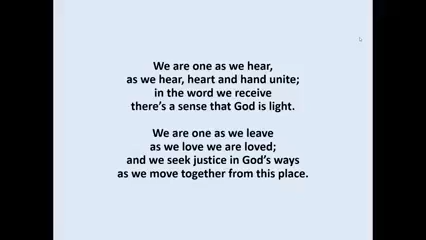 We are one as we hear,
as we hear, heart and hand unite;
in the word we receive
there's a sense that God is light.
We are one as we leave
as we love we are loved;
and we seek justice in God's ways
as we move together from this place.